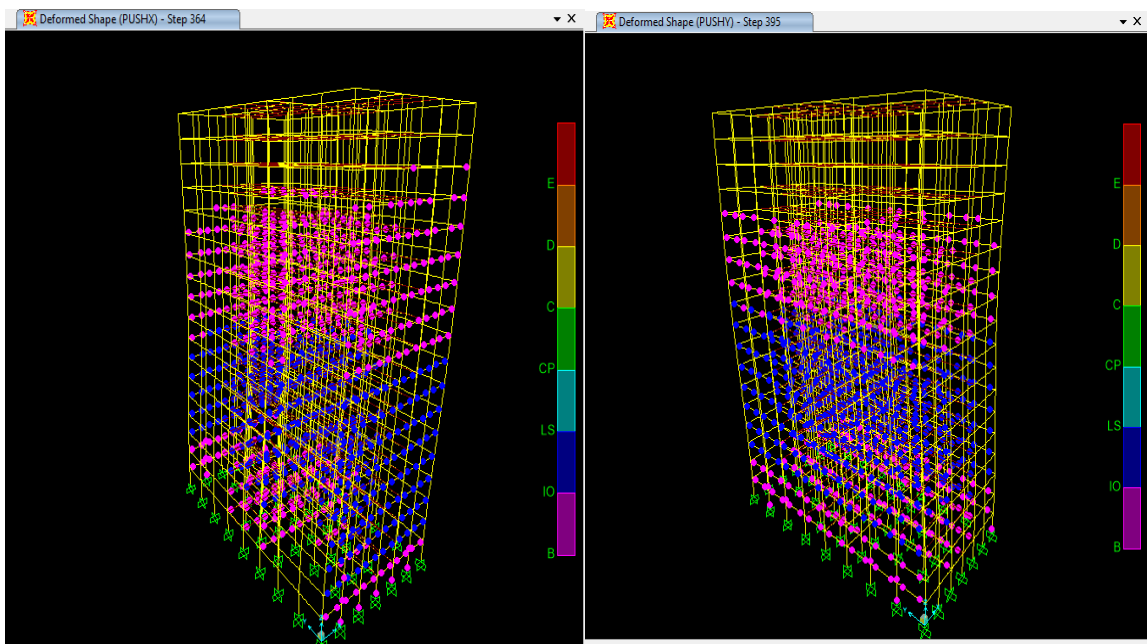 Deformed Shape (PUSHX) - Step 364
E
D
C
CP
LS
IO
B
Deformed Shape (PUSHY) - Step 395
E
D
C
CP
LS
IO
B